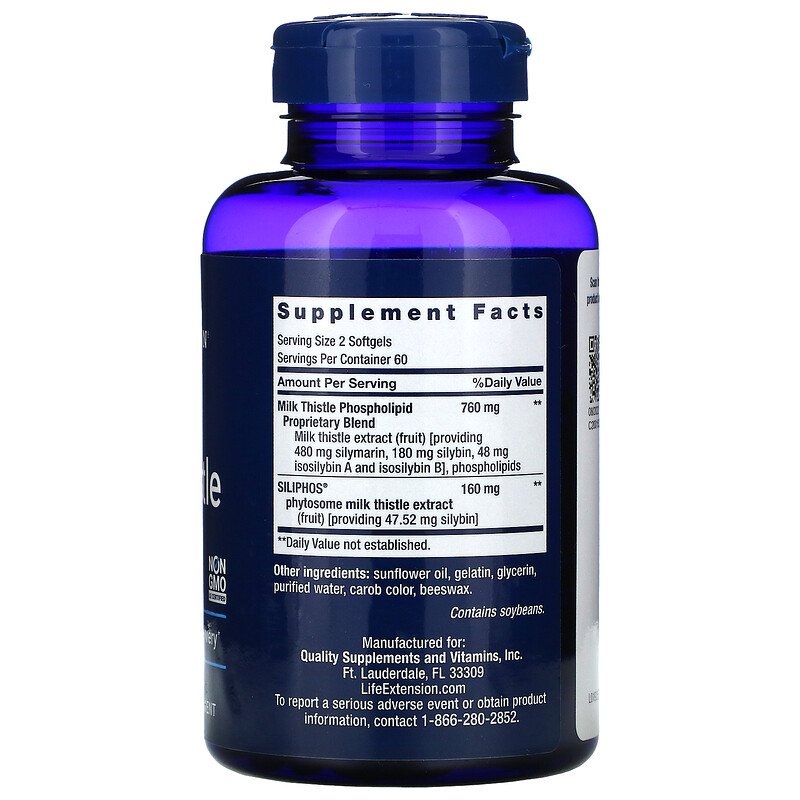 Supplement Facts
Serving Size 2 Softgels
Servings Per Container 60
Amount Per Serving %Daily Value
Milk Thistle Phospholipid 760 mg **
Proprietary Blend
Milk thistle extract (fruit) [providing
480 mg silymarin, 180 mg silybin, 48 mg
isosilybin A and isosilybin B], phospholipids
SILIPHOS® 160 mg **
phytosome milk thistle extract
(fruit) [providing 47.52 mg silybin]
**Daily Value not established.
Other ingredients: sunflower oil, gelatin, glycerin,
purified water, carob color, beeswax.
Contains soybeans.
Manufactured for:
Quality Supplements and Vitamins, Inc.
Ft. Lauderdale, FL 33309
LifeExtension.com
To report a serious adverse event or obtain product
information, contact 1-866-280-2852.
tle
NON
GMO
Scan